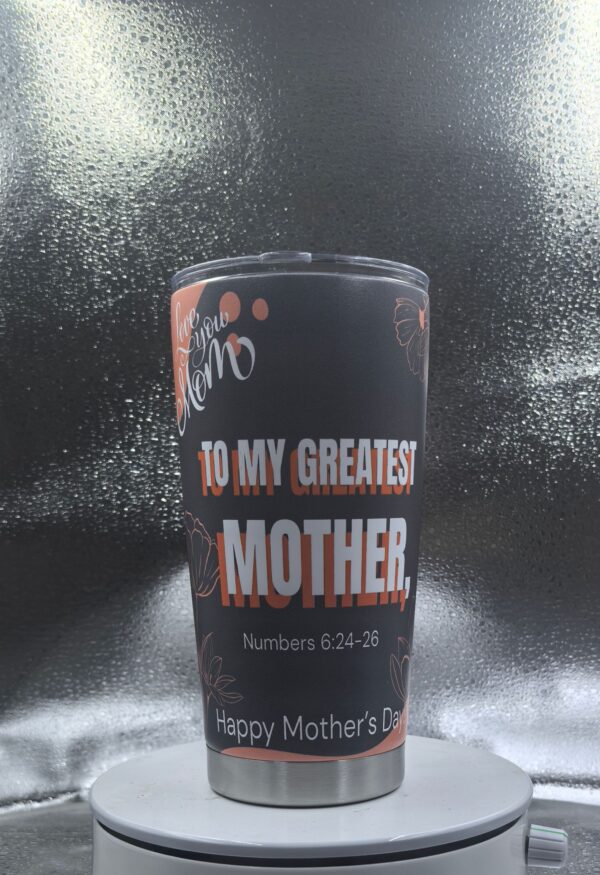 Love
you
Mom
TO MY GREATEST
MOTHER,
Numbers 6:24-26
Happy Mother's Day